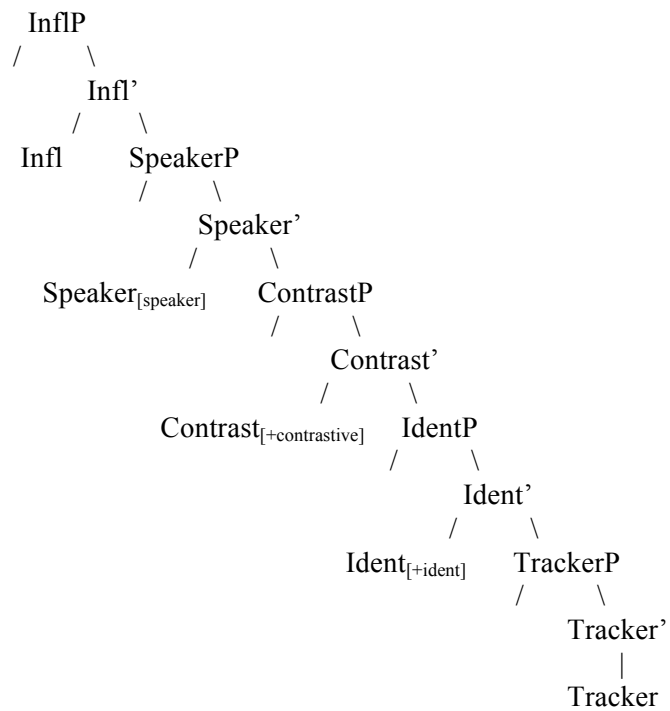 InflP
Infl’
Infl SpeakerP
Speaker’
Speaker[speaker] ContrastP
Contrast’
Contrast[+contrastive] IdentP
Ident’
Ident[+ident] TrackerP
Tracker’
Tracker